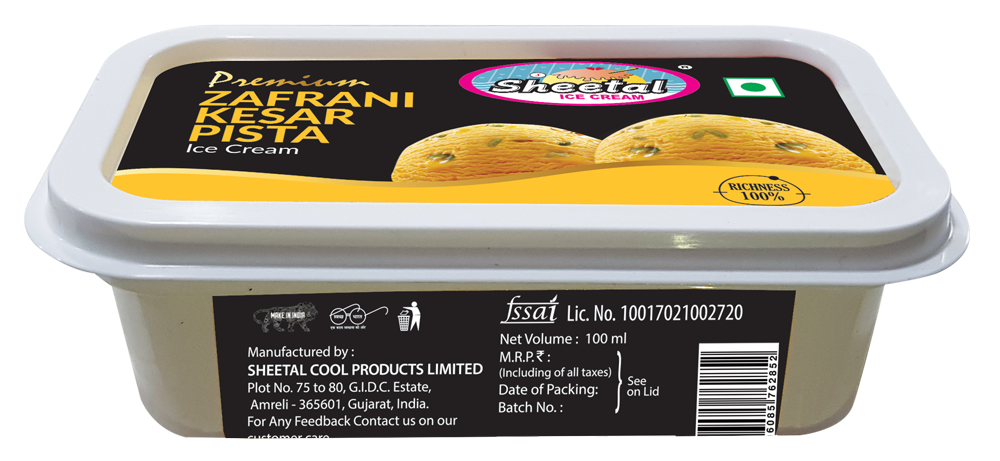 Premium
ZAFRANI
KESAR
PISTA
Ice Cream
Sheetal
ICE CREAM
R
RICHNESS
100%
MAKE IN INDIA
fssai Lic. No. 10017021002720
Net Volume : 100 ml
M.R.P.₹ :
(Including of all taxes)
Date of Packing:
Batch No. :
See
on Lid
Manufactured by :
SHEETAL COOL PRODUCTS LIMITED
Plot No. 75 to 80, G.I.D.C. Estate,
Amreli - 365601, Gujarat, India.
For Any Feedback Contact us on our
customer care
6085762852